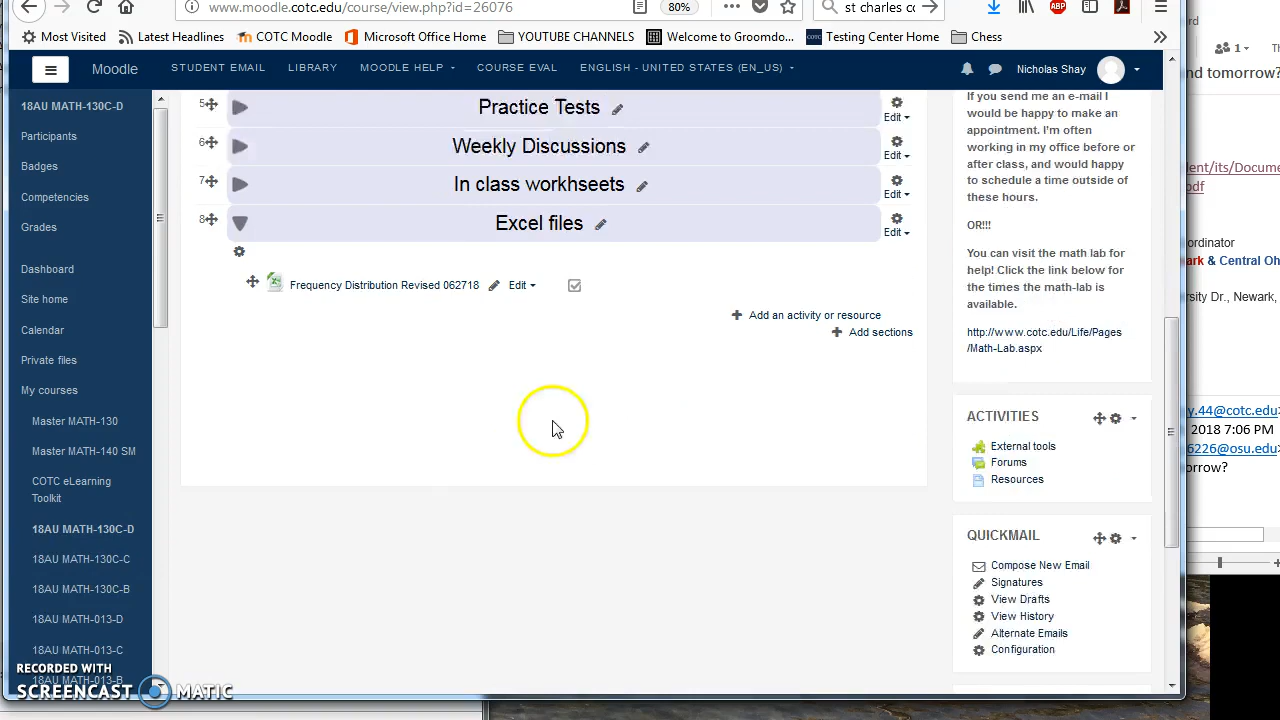 www.moodle.cotc.edu/course/view.php?id=26076
80%
st charles cc
Most Visited
Latest Headlines
COTC Moodle
Microsoft Office Home
YOUTUBE CHANNELS
Welcome to Groomdo...
Testing Center Home
Chess
Moodle
STUDENT EMAIL
LIBRARY
MOODLE HELP
COURSE EVAL
ENGLISH - UNITED STATES (EN_US)
Nicholas Shay
18AU MATH-130C-D
Participants
Badges
Competencies
Grades
Dashboard
Site home
Calendar
Private files
My courses
Master MATH-130
Master MATH-140 SM
COTC eLearning
Toolkit
18AU MATH-130C-D
18AU MATH-130C-C
18AU MATH-130C-B
18AU MATH-013-D
18AU MATH-013-C
18AU MATH-013-B
5
Practice Tests
Edit
6
Weekly Discussions
Edit
7
In class workhseets
Edit
8
Excel files
Edit
Frequency Distribution Revised 062718
Edit
Add an activity or resource
Add sections
If you send me an e-mail I
would be happy to make an
appointment. I'm often
working in my office before or
after class, and would happy
to schedule a time outside of
these hours.
OR!!!
You can visit the math lab for
help! Click the link below for
the times the math-lab is
available.
http://www.cotc.edu/Life/Pages
/Math-Lab.aspx
ACTIVITIES
External tools
Forums
Resources
QUICKMAIL
Compose New Email
Signatures
View Drafts
View History
Alternate Emails
Configuration
1
nd tomorrow?
lent/its/Docume
pdf
ordinator
ark & Central Oh
rsity Dr., Newark,
y.44@cotc.edu>
2018 7:06 PM
6226@osu.edu>
orrow?
RECORDED WITH
SCREENCAST MATIC